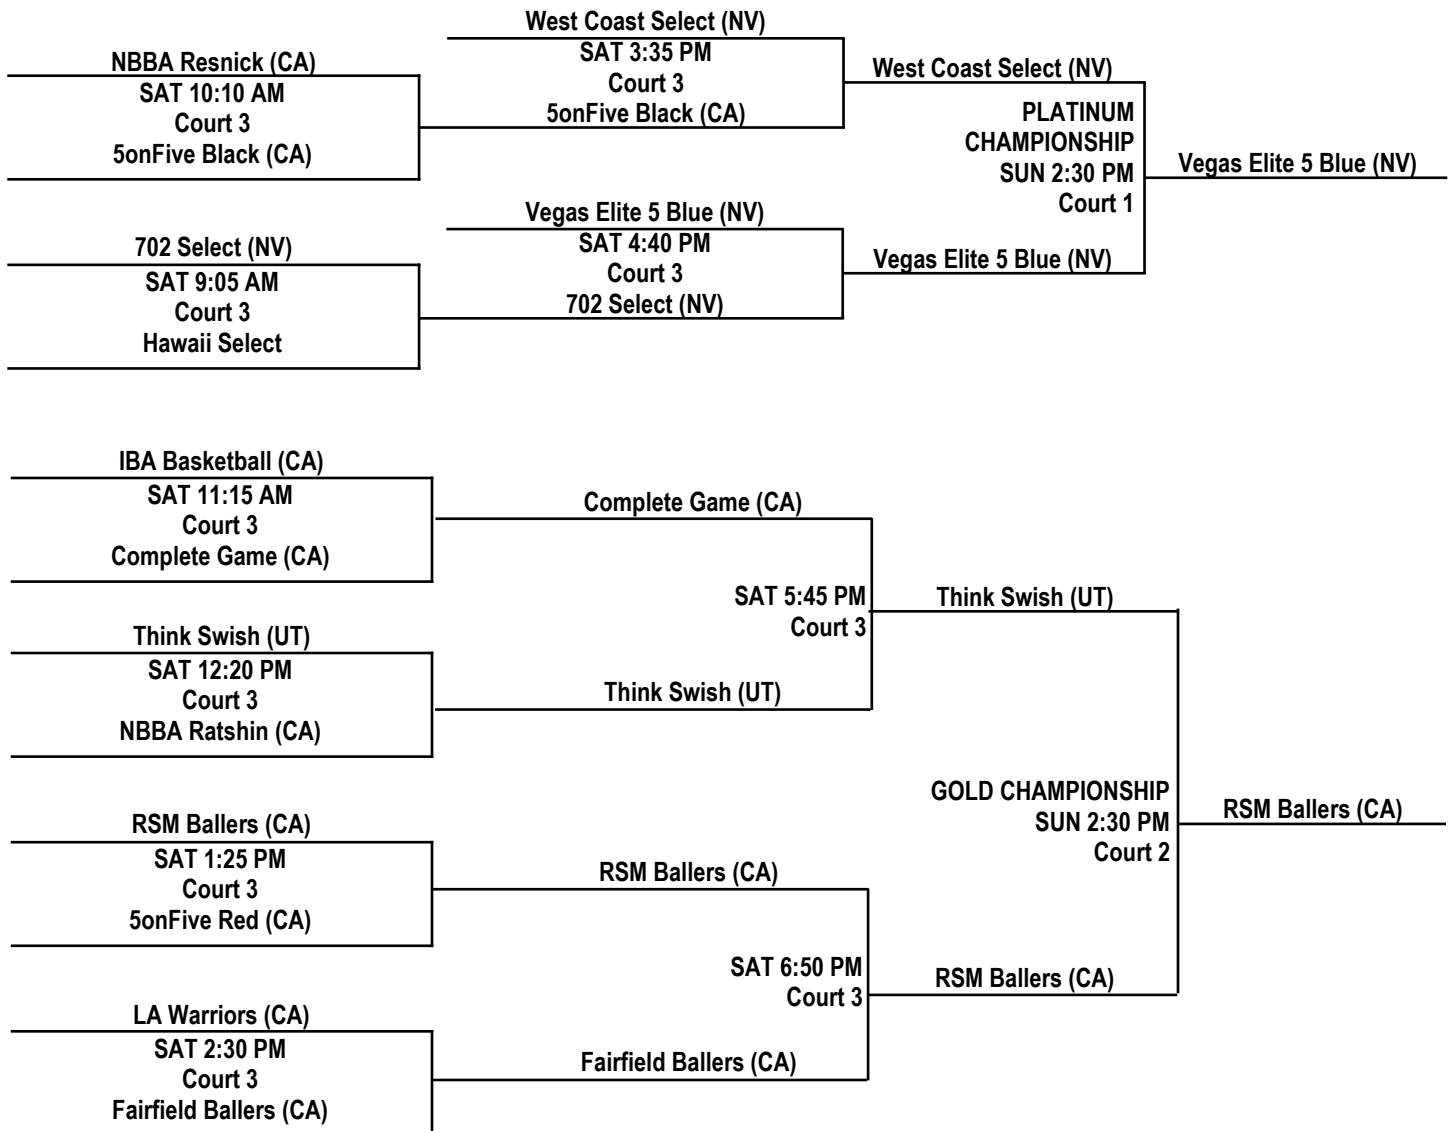 West Coast Select (NV)
NBBA Resnick (CA)
SAT 3:35 PM
Court 3
5onFive Black (CA)
West Coast Select (NV)
SAT 10:10 AM
Court 3
5onFive Black (CA)
PLATINUM
CHAMPIONSHIP
SUN 2:30 PM
Court 1
Vegas Elite 5 Blue (NV)
Vegas Elite 5 Blue (NV)
702 Select (NV)
SAT 4:40 PM
Court 3
702 Select (NV)
Vegas Elite 5 Blue (NV)
SAT 9:05 AM
Court 3
Hawaii Select
IBA Basketball (CA)
SAT 11:15 AM
Court 3
Complete Game (CA)
Complete Game (CA)
SAT 5:45 PM
Court 3
Think Swish (UT)
Think Swish (UT)
SAT 12:20 PM
Court 3
NBBA Ratshin (CA)
Think Swish (UT)
GOLD CHAMPIONSHIP
SUN 2:30 PM
Court 2
RSM Ballers (CA)
RSM Ballers (CA)
SAT 1:25 PM
Court 3
5onFive Red (CA)
RSM Ballers (CA)
SAT 6:50 PM
Court 3
RSM Ballers (CA)
LA Warriors (CA)
SAT 2:30 PM
Court 3
Fairfield Ballers (CA)
Fairfield Ballers (CA)